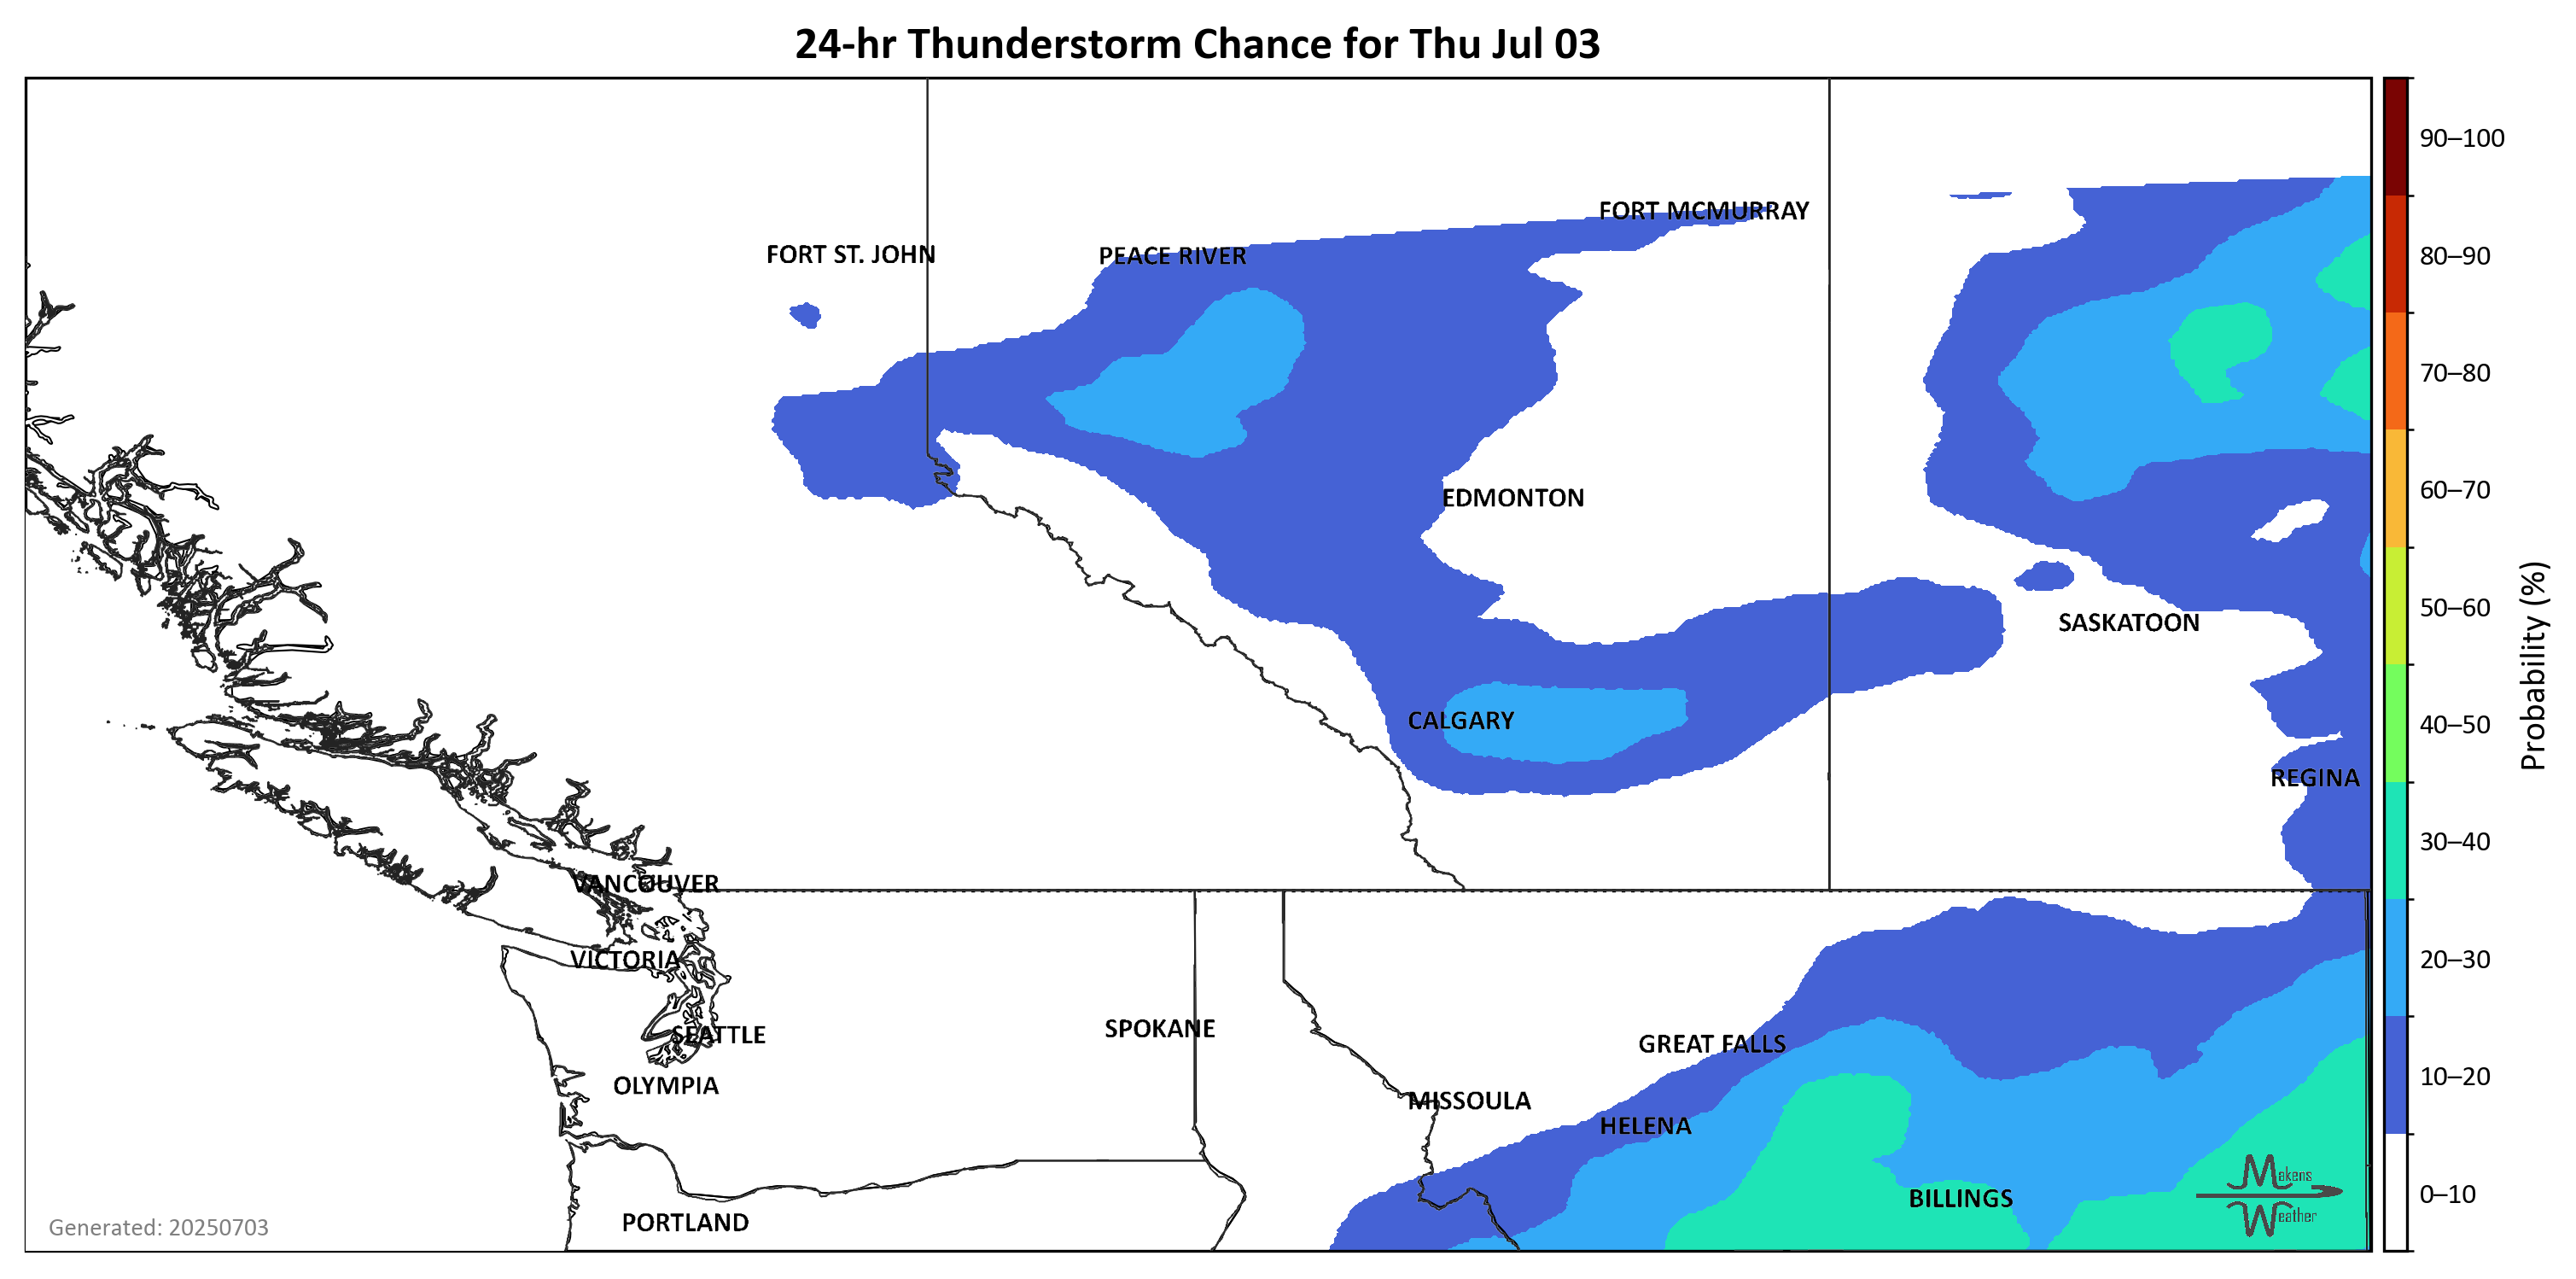 24-hr Thunderstorm Chance for Thu Jul 03
90–100
80–90
70–80
60–70
50–60
40–50
30–40
20–30
10–20
0–10
Probability (%)
FORT MCMURRAY
FORT ST. JOHN
PEACE RIVER
EDMONTON
SASKATOON
CALGARY
REGINA
VANCOUVER
VICTORIA
SEATTLE
SPOKANE
GREAT FALLS
OLYMPIA
MISSOULA
HELENA
BILLINGS
PORTLAND
Makens
Weather
Generated: 20250703